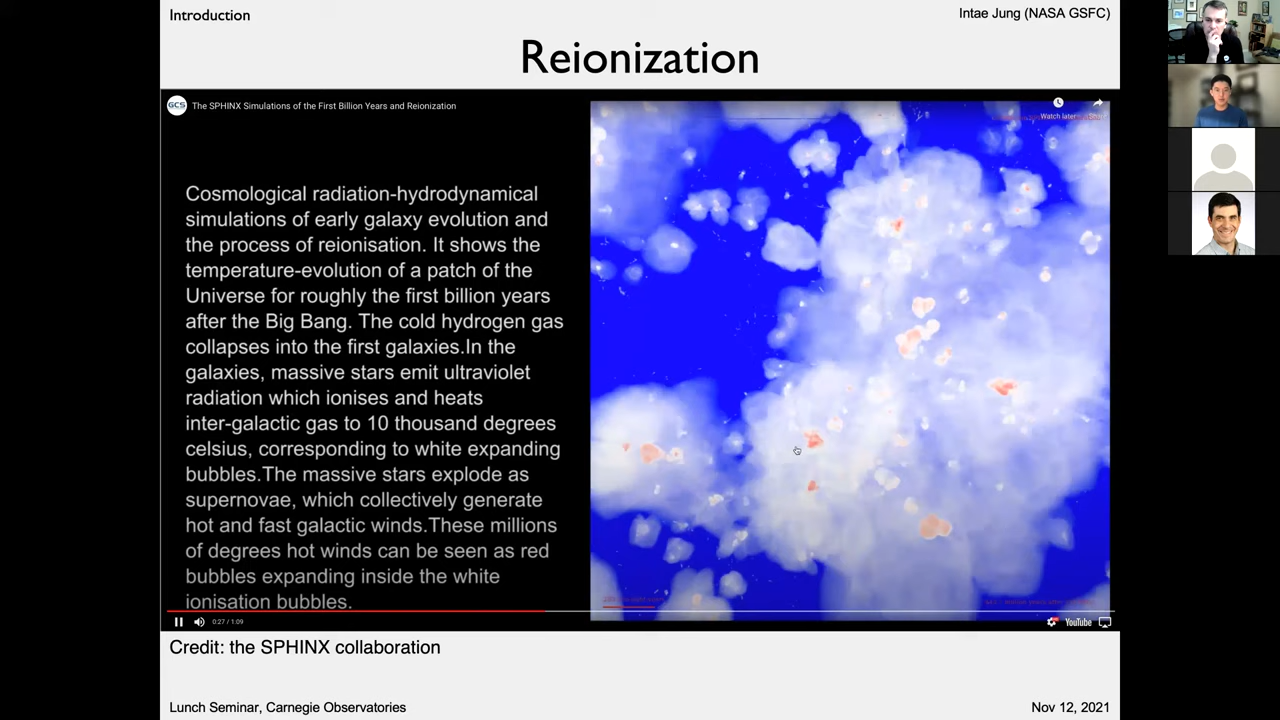 Introduction
Intae Jung (NASA GSFC)
Reionization
GCS
The SPHINX Simulations of the First Billion Years and Reionization
Watch later
Cosmological radiation-hydrodynamical
simulations of early galaxy evolution and
the process of reionisation. It shows the
temperature-evolution of a patch of the
Universe for roughly the first billion years
after the Big Bang. The cold hydrogen gas
collapses into the first galaxies.In the
galaxies, massive stars emit ultraviolet
radiation which ionises and heats
inter-galactic gas to 10 thousand degrees
celsius, corresponding to white expanding
bubbles.The massive stars explode as
supernovae, which collectively generate
hot and fast galactic winds.These millions
of degrees hot winds can be seen as red
bubbles expanding inside the white
ionisation bubbles.
0:27 / 1:09
YouTube
Credit: the SPHINX collaboration
Lunch Seminar, Carnegie Observatories
Nov 12, 2021